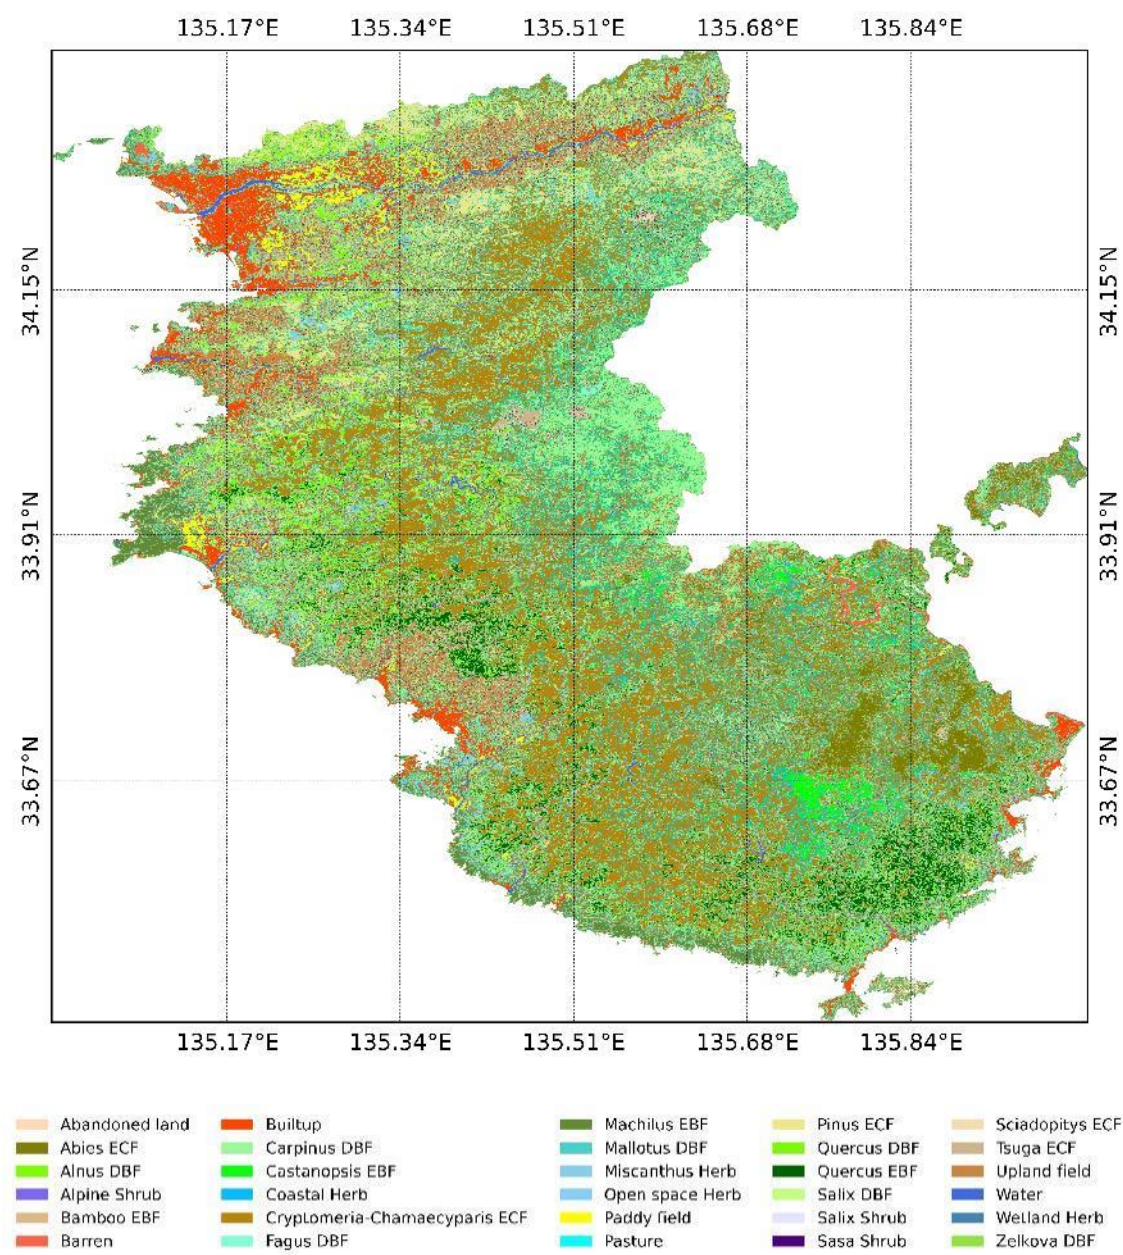 135.17°E 135.34°E 135.51°E 135.68°E 135.84°E
34.15°N 34.15°N
33.91°N 33.91°N
33.67°N 33.67°N
135.17°E 135.34°E 135.51°E 135.68°E 135.84°E
Abandoned land Builtup Machilus EBF Pinus ECF Sciadopitys ECF
Abies ECF Carpinus DBF Mallotus DBF Quercus DBF Tsuga ECF
Alnus DBF Castanopsis EBF Miscanthus Herb Quercus EBF Upland field
Alpine Shrub Coastal Herb Open space Herb Salix DBF Water
Bamboo EBF Cryptomeria-Chamaecyparis ECF Paddy field Salix Shrub Wetland Herb
Barren Fagus DBF Pasture Sasa Shrub Zelkova DBF